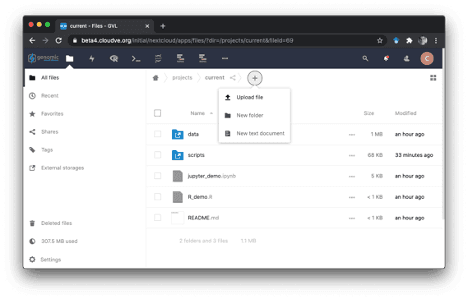 current - Files - GVL
beta4.cloudve.org/initial/nextcloud/apps/files/?dir=/projects/current&fileid=69
C
All files
Recent
Favorites
Shares
Tags
External storages
Deleted files
307.5 MB used
Settings
projects
current
Upload file
New folder
New text document
Name
Size
Modified
data
1 MB
an hour ago
scripts
68 KB
33 minutes ago
jupyter_demo.ipynb
5 KB
an hour ago
R_demo.R
< 1 KB
an hour ago
README.md
< 1 KB
an hour ago
2 folders and 3 files
1.1 MB